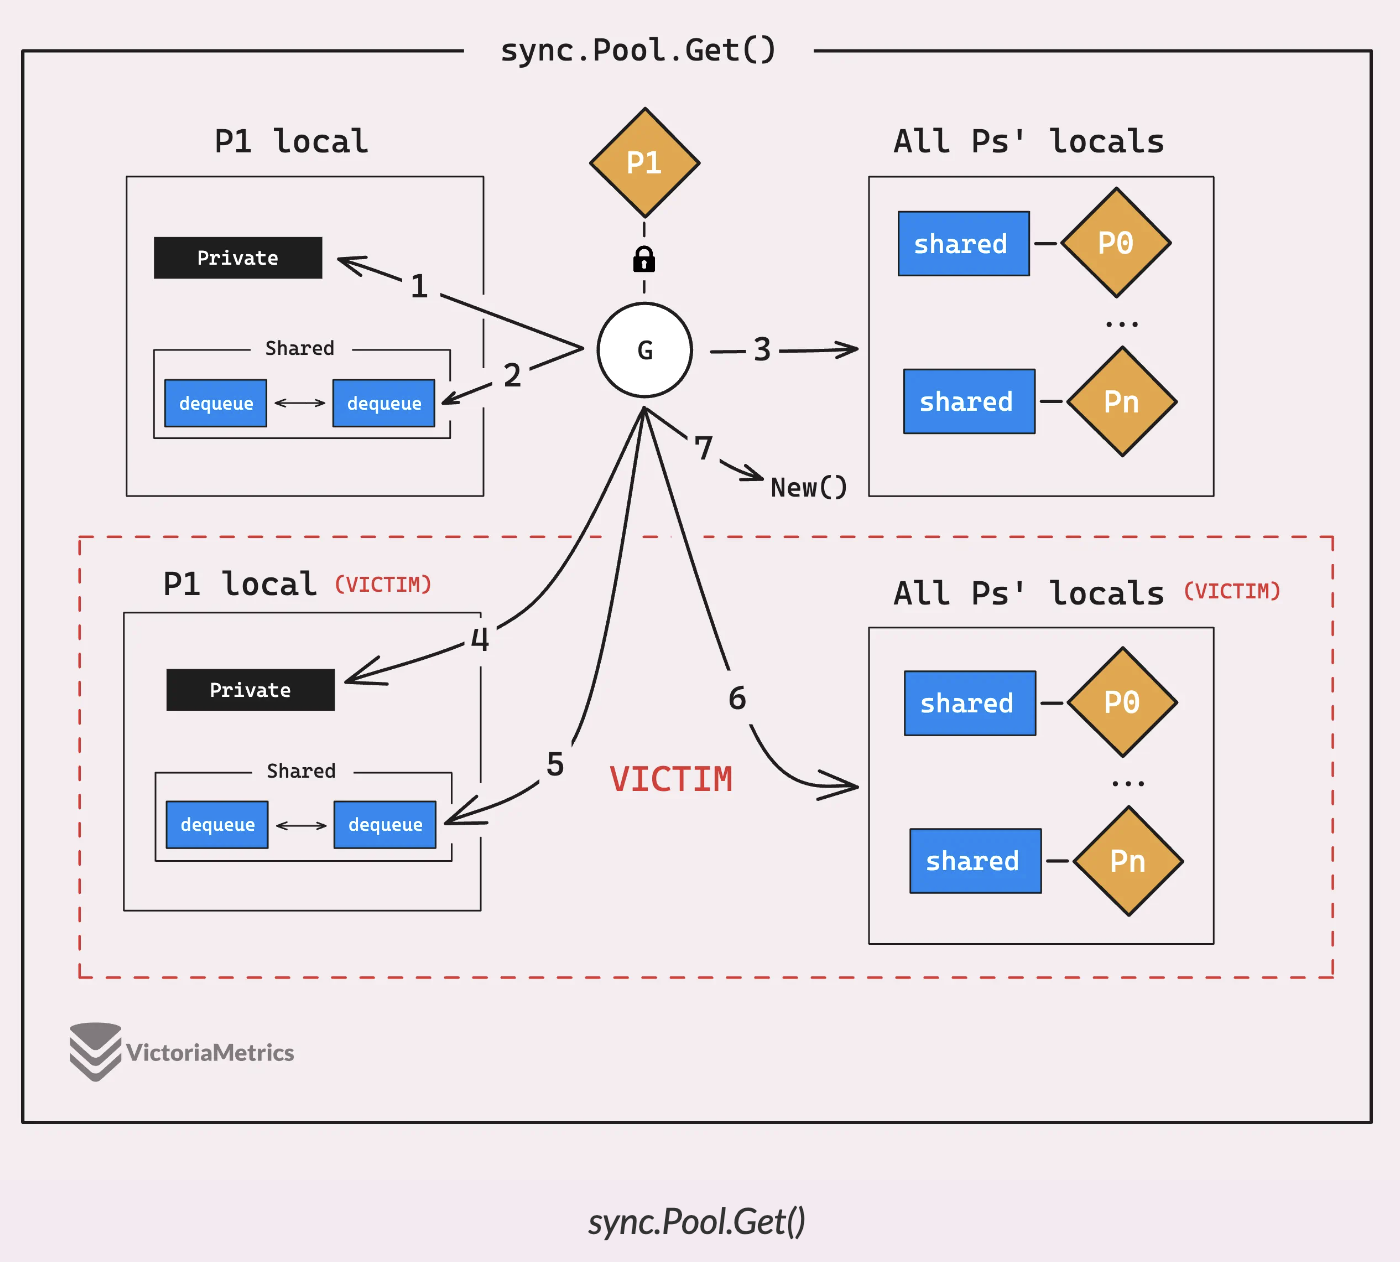 sync.Pool.Get()
P1 local
P1
All Ps' locals
Private
1
shared
P0
...
Shared
dequeue
dequeue
2
G
3
shared
Pn
7
New()
P1 local (VICTIM)
All Ps' locals (VICTIM)
4
Private
shared
P0
6
5
VICTIM
...
Shared
dequeue
dequeue
shared
Pn
VictoriaMetrics
sync.Pool.Get()